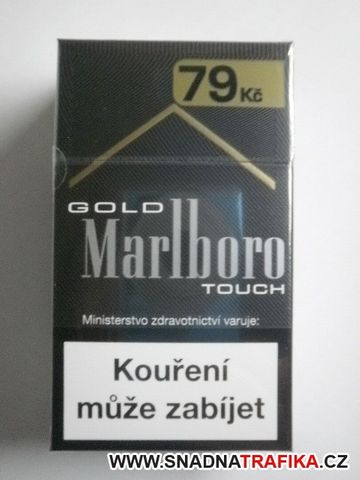 79 Kč
GOLD
Marlboro
TOUCH
Ministerstvo zdravotnictví varuje:
Kouření
může zabíjet
WWW.SNADNATRAFIKA.CZ